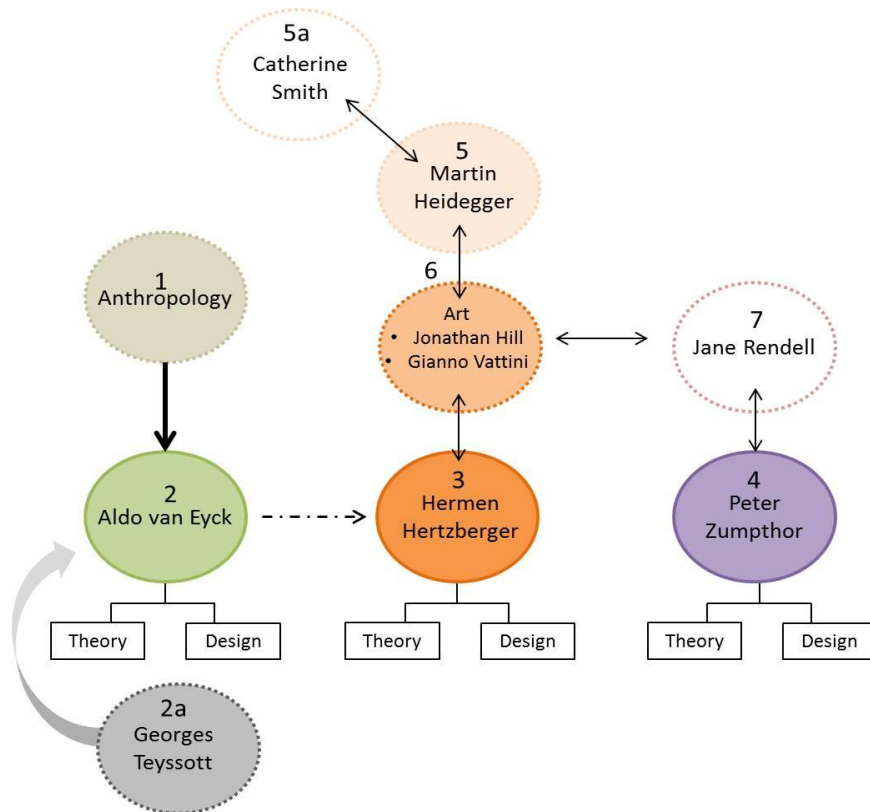 5a
Catherine
Smith
5
Martin
Heidegger
1
Anthropology
6
Art
• Jonathan Hill
• Gianno Vattini
7
Jane Rendell
2
Aldo van Eyck
3
Hermen
Hertzberger
4
Peter
Zumpthor
Theory
Design
Theory
Design
Theory
Design
2a
Georges
Teyssott